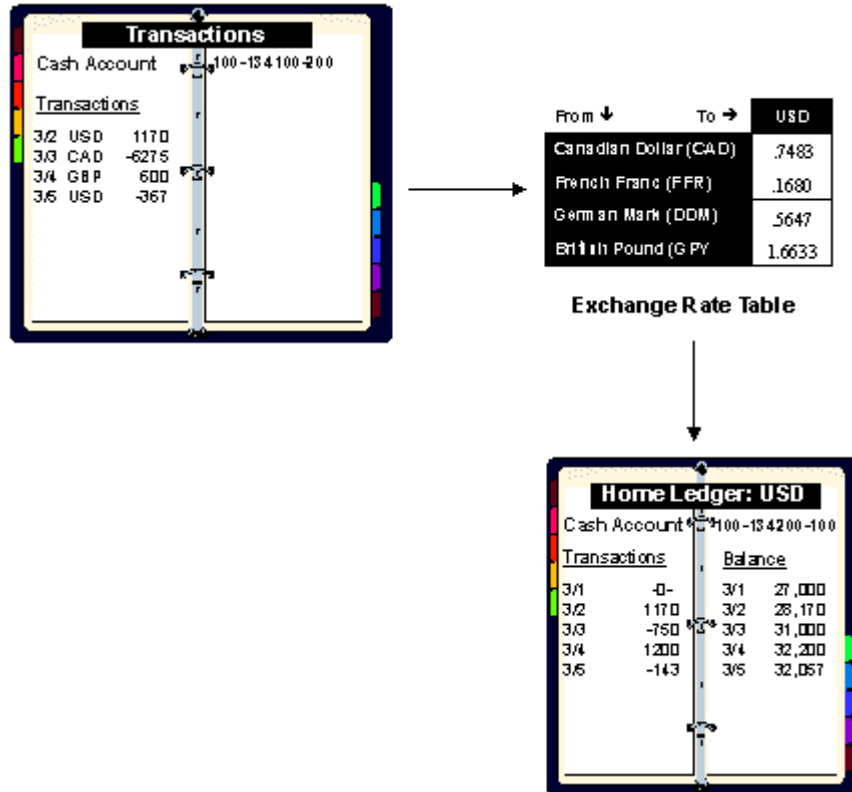 Transactions
Cash Account 100-134100-200
Transactions
3/2 USD 1170
3/3 CAD -6275
3/4 GBP 600
3/5 USD -367
From ↓ To → USD
Canadian Dollar (CAD) .7483
French Franc (FFR) .1680
German Mark (DDM) .5647
British Pound (GPY 1.6633
Exchange Rate Table
Home Ledger: USD
Cash Account 100-134200-100
Transactions Balance
3/1 -0- 3/1 27,000
3/2 1170 3/2 28,170
3/3 -750 3/3 31,000
3/4 1200 3/4 32,200
3/5 -143 3/5 32,057